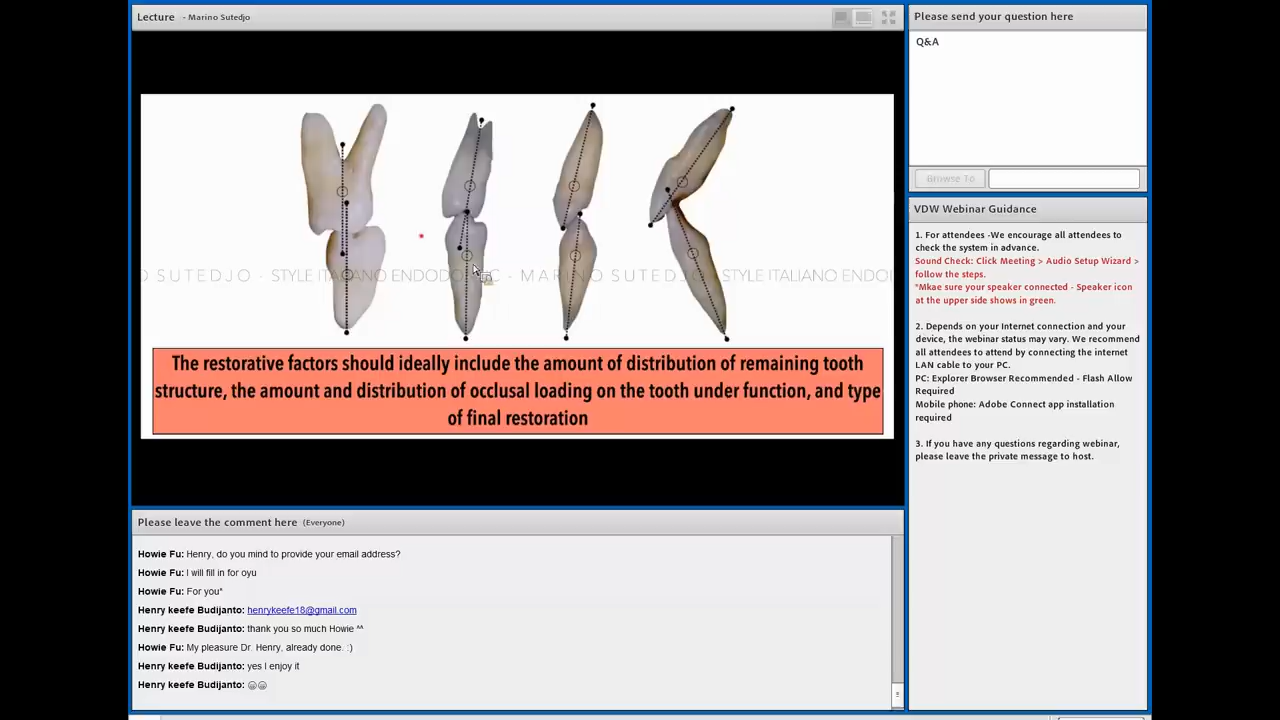 Lecture - Marino Sutedjo
O SUTEDJO - STYLE ITALIANO ENDODONTIC - MARINO SUTEDJO - STYLE ITALIANO ENDO
The restorative factors should ideally include the amount of distribution of remaining tooth
structure, the amount and distribution of occlusal loading on the tooth under function, and type
of final restoration
Please leave the comment here (Everyone)
Howie Fu: Henry, do you mind to provide your email address?
Howie Fu: I will fill in for oyu
Howie Fu: For you*
Henry keefe Budijanto: henrykeefe18@gmail.com
Henry keefe Budijanto: thank you so much Howie ^^
Howie Fu: My pleasure Dr. Henry, already done. :)
Henry keefe Budijanto: yes I enjoy it
Henry keefe Budijanto: 😄😄
Please send your question here
Q&A
Browse To
VDW Webinar Guidance
1. For attendees -We encourage all attendees to
check the system in advance.
Sound Check: Click Meeting > Audio Setup Wizard >
follow the steps.
*Mkae sure your speaker connected - Speaker icon
at the upper side shows in green.
2. Depends on your Internet connection and your
device, the webinar status may vary. We recommend
all attendees to attend by connecting the internet
LAN cable to your PC.
PC: Explorer Browser Recommended - Flash Allow
Required
Mobile phone: Adobe Connect app installation
required
3. If you have any questions regarding webinar,
please leave the private message to host.